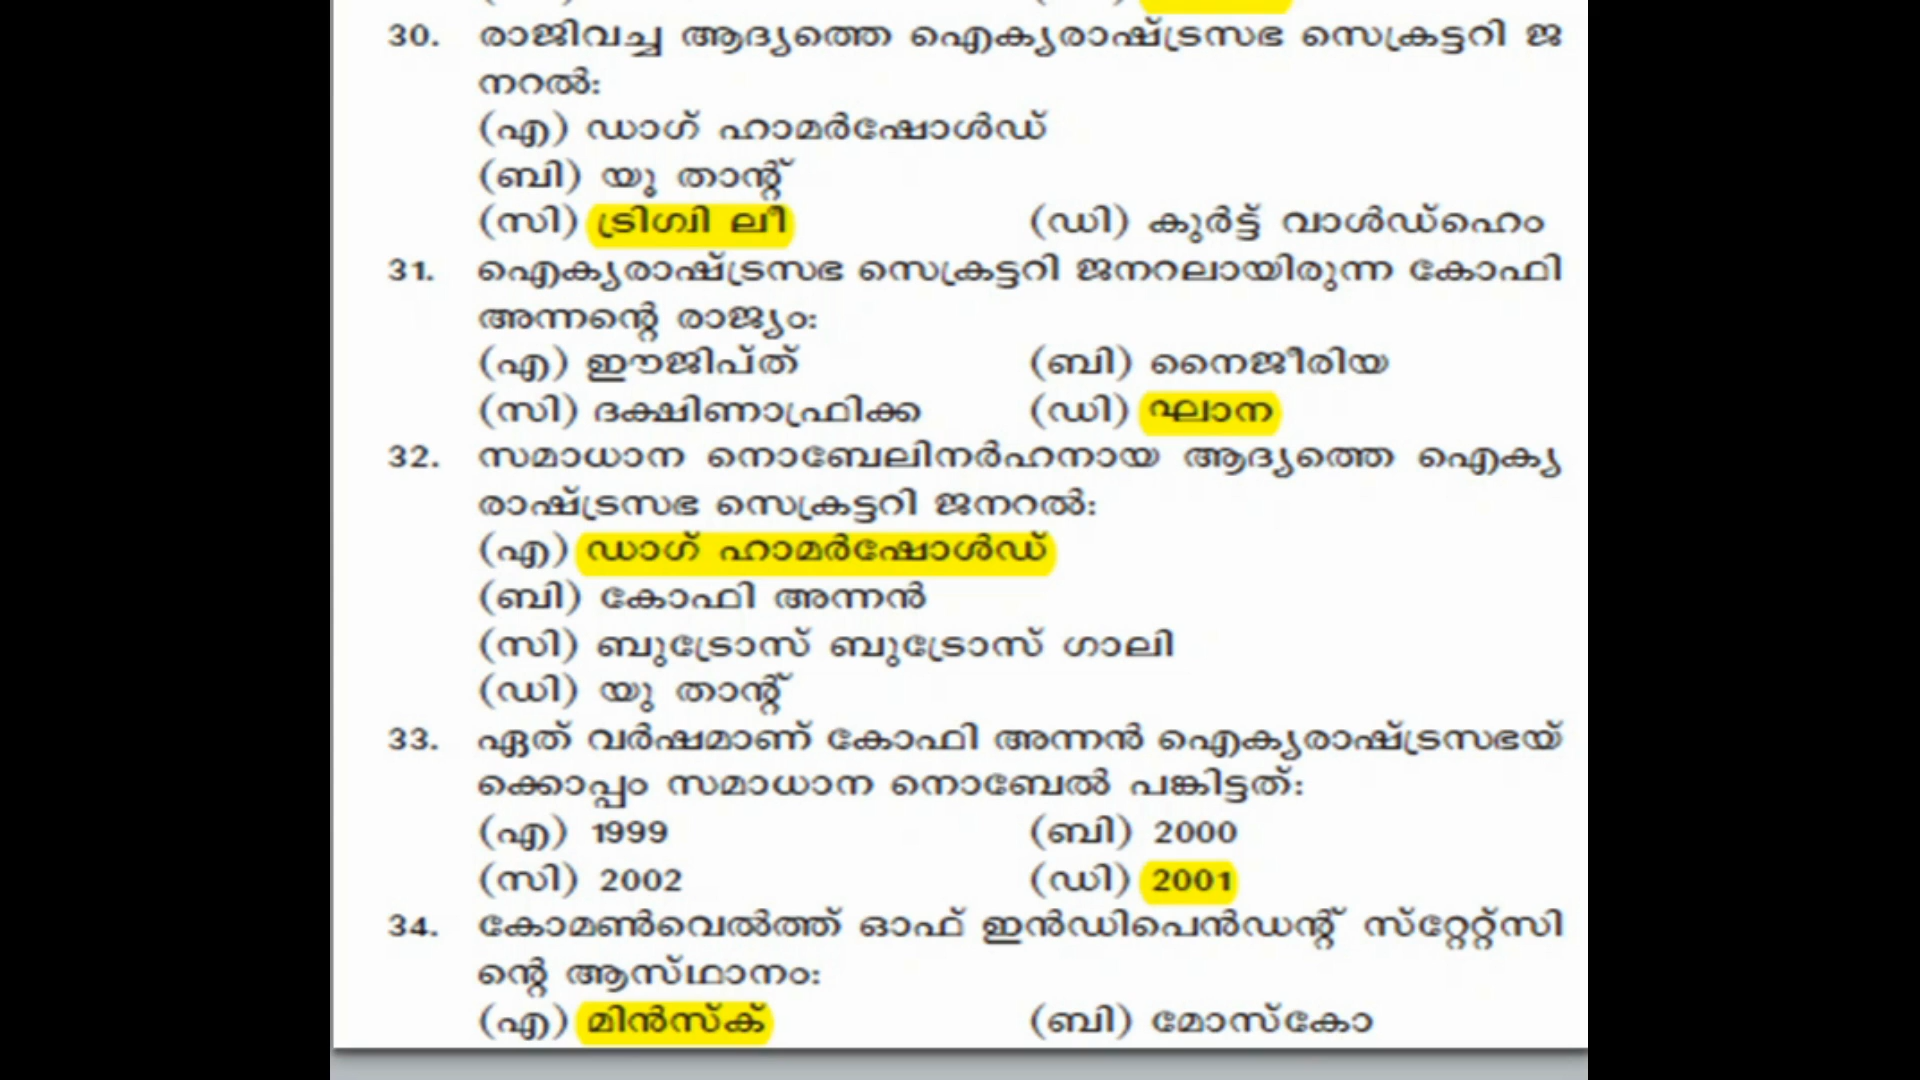 30. രാജിവച്ച ആദ്യത്തെ ഐക്യരാഷ്ട്രസഭ സെക്രട്ടറി ജ
നറൽ:
(എ) ഡാഗ് ഹാമർഷോൾഡ്
(ബി) യൂ താന്റ്
(സി) ട്രിഗ്വി ലീ (ഡി) കുർട്ട് വാൾഡ്ഹെം
31. ഐക്യരാഷ്ട്രസഭ സെക്രട്ടറി ജനറലായിരുന്ന കോഫി
അന്നന്റെ രാജ്യം:
(എ) ഈജിപ്ത് (ബി) നൈജീരിയ
(സി) ദക്ഷിണാഫ്രിക്ക (ഡി) ഘാന
32. സമാധാന നൊബേലിനർഹനായ ആദ്യത്തെ ഐക്യ
രാഷ്ട്രസഭ സെക്രട്ടറി ജനറൽ:
(എ) ഡാഗ് ഹാമർഷോൾഡ്
(ബി) കോഫി അന്നൻ
(സി) ബുട്രോസ് ബുട്രോസ് ഗാലി
(ഡി) യു താന്റ്
33. ഏത് വർഷമാണ് കോഫി അന്നൻ ഐക്യരാഷ്ട്രസഭയ്
ക്കൊപ്പം സമാധാന നൊബേൽ പങ്കിട്ടത്:
(എ) 1999 (ബി) 2000
(സി) 2002 (ഡി) 2001
34. കോമൺവെൽത്ത് ഓഫ് ഇൻഡിപെൻഡന്റ് സ്റ്റേറ്റ്സി
ന്റെ ആസ്ഥാനം:
(എ) മിൻസ്ക് (ബി) മോസ്കോ